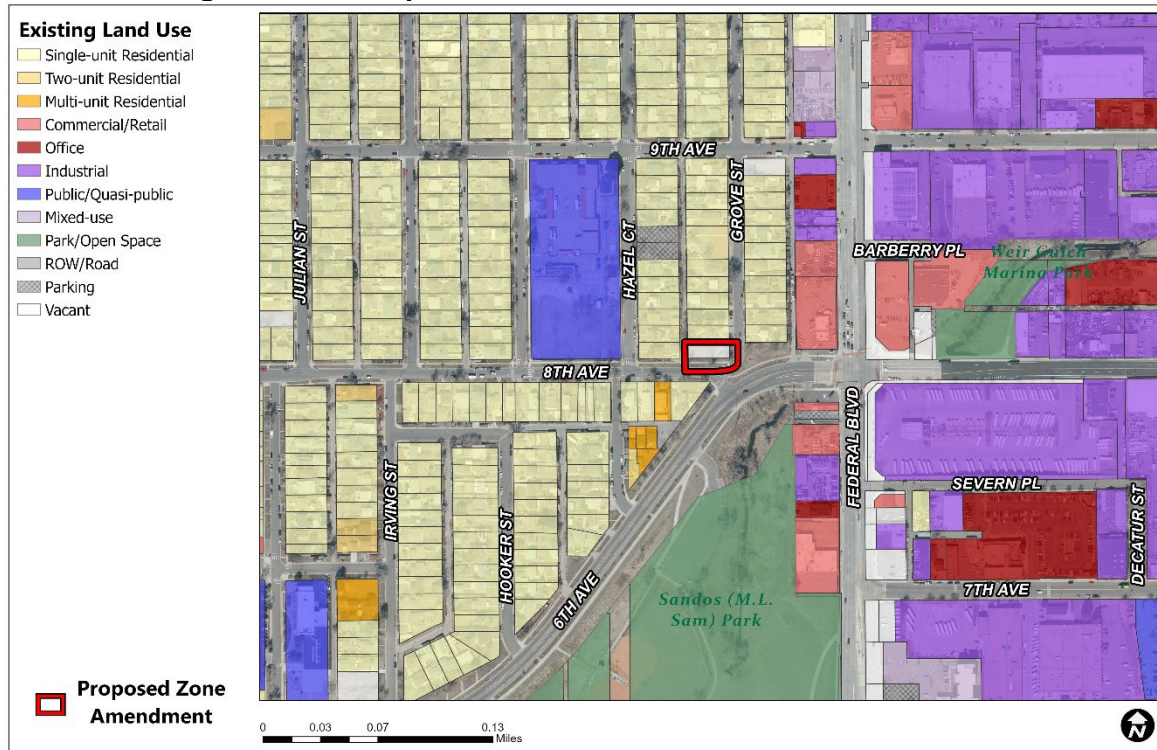 Existing Land Use
Single-unit Residential
Two-unit Residential
Multi-unit Residential
Commercial/Retail
Office
Industrial
Public/Quasi-public
Mixed-use
Park/Open Space
ROW/Road
Parking
Vacant
Proposed Zone
Amendment
9TH AVE
JULIAN ST
HAZEL CT
GROVE ST
BARBERRY PL
Weir Gulch
Marina Park
8TH AVE
FEDERAL BLVD
IRVING ST
HOOKER ST
6TH AVE
SEVERN PL
DECATUR ST
7TH AVE
Sandos (M.L.
Sam) Park
0 0.03 0.07 0.13
Miles
N